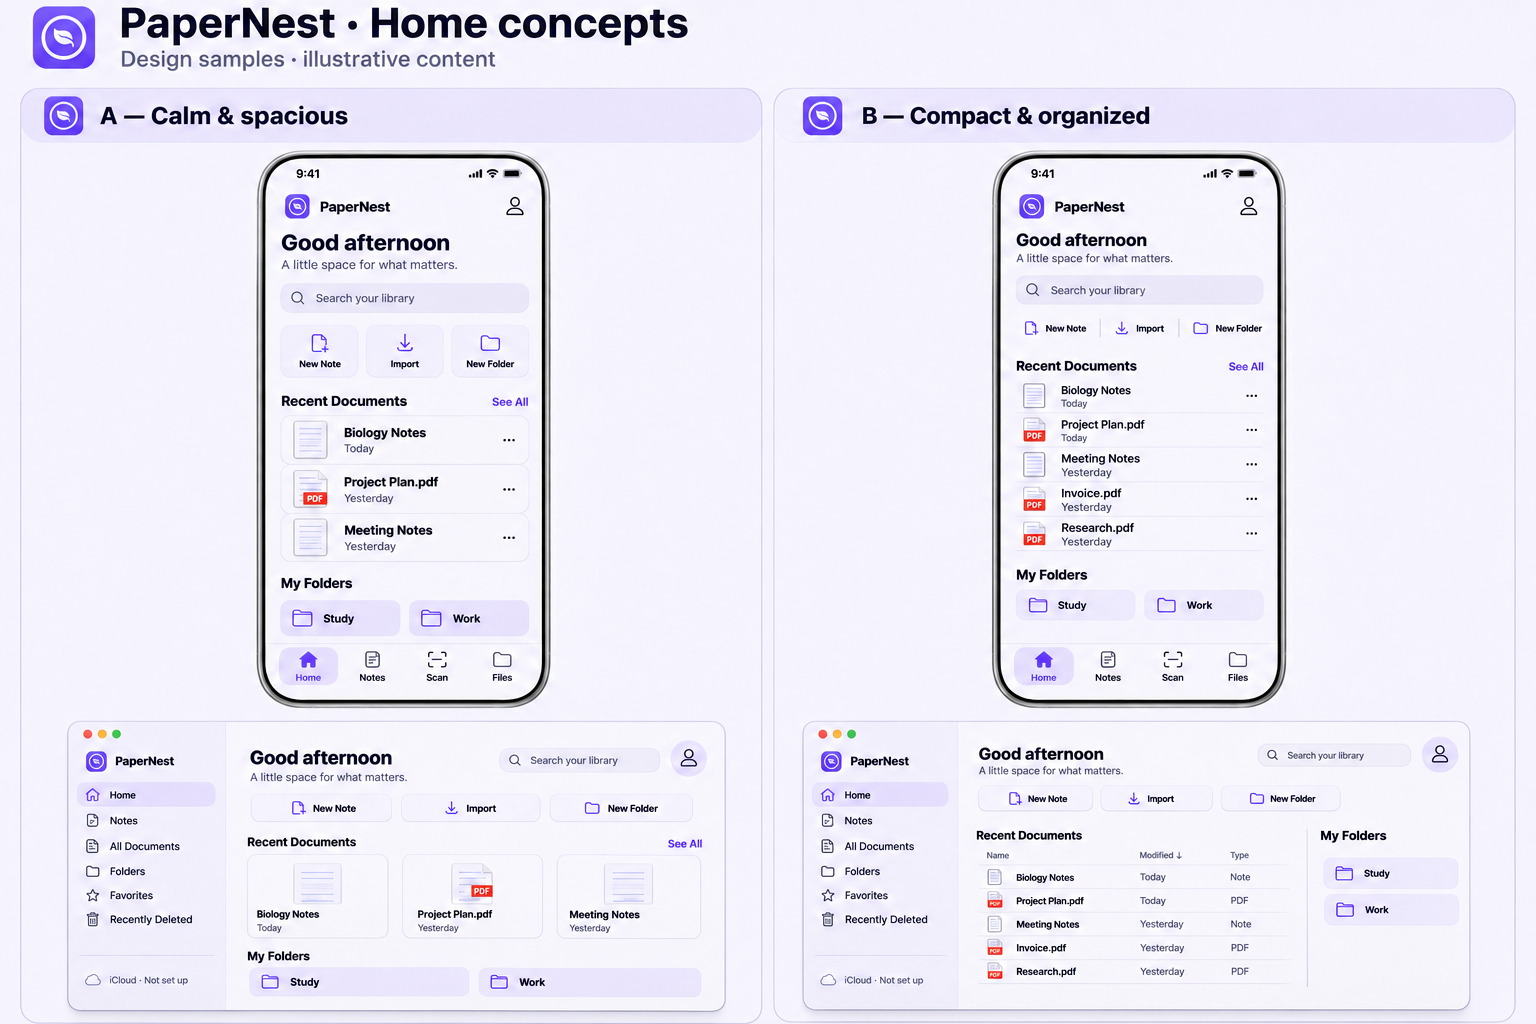 PaperNest · Home concepts
Design samples · illustrative content
A — Calm & spacious
9:41
PaperNest
Good afternoon
A little space for what matters.
Search your library
New Note
Import
New Folder
Recent Documents
See All
Biology Notes
Today
PDF
Project Plan.pdf
Yesterday
Meeting Notes
Yesterday
My Folders
Study
Work
Home
Notes
Scan
Files
PaperNest
Home
Notes
All Documents
Folders
Favorites
Recently Deleted
iCloud · Not set up
Good afternoon
A little space for what matters.
Search your library
New Note
Import
New Folder
Recent Documents
See All
Biology Notes
Today
PDF
Project Plan.pdf
Yesterday
Meeting Notes
Yesterday
My Folders
Study
Work
B — Compact & organized
9:41
PaperNest
Good afternoon
A little space for what matters.
Search your library
New Note
Import
New Folder
Recent Documents
See All
Biology Notes
Today
PDF
Project Plan.pdf
Today
Meeting Notes
Yesterday
PDF
Invoice.pdf
Yesterday
PDF
Research.pdf
Yesterday
My Folders
Study
Work
Home
Notes
Scan
Files
PaperNest
Home
Notes
All Documents
Folders
Favorites
Recently Deleted
iCloud · Not set up
Good afternoon
A little space for what matters.
Search your library
New Note
Import
New Folder
Recent Documents
Name Modified ↓ Type
Biology Notes Today Note
PDF Project Plan.pdf Today PDF
Meeting Notes Yesterday Note
PDF Invoice.pdf Yesterday PDF
PDF Research.pdf Yesterday PDF
My Folders
Study
Work